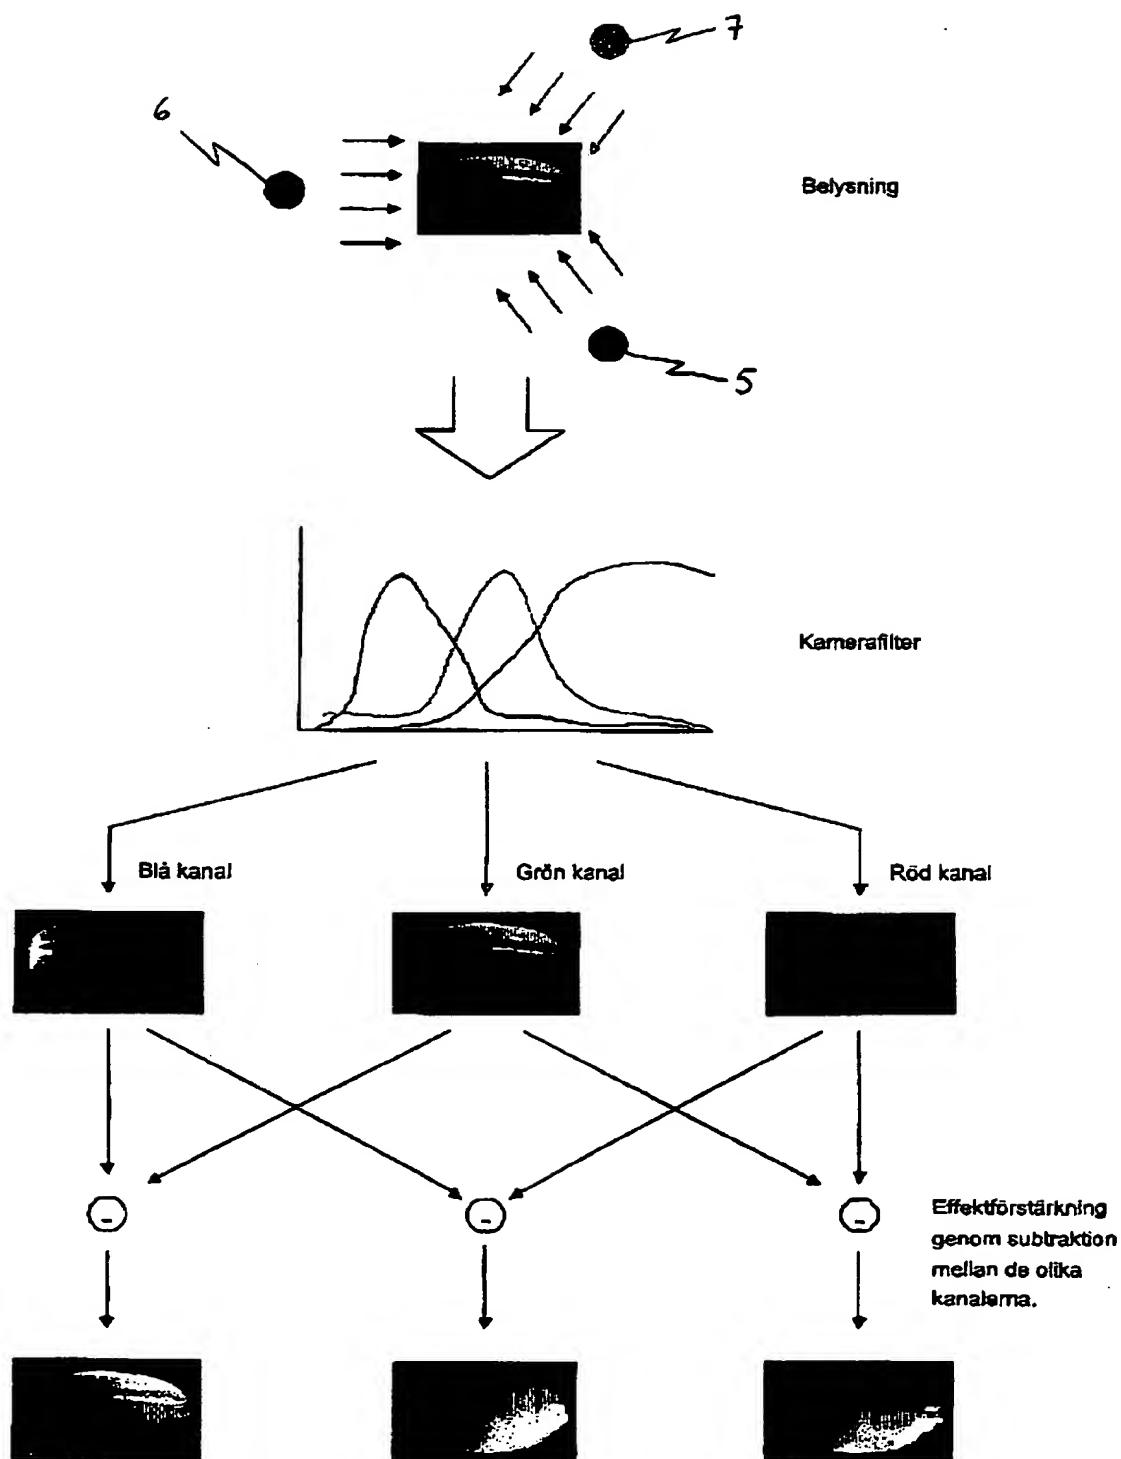 7
6
Belysning
5
Kamerafilter
Blå kanal
Grön kanal
Röd kanal
-
-
-
Effektförstärkning
genom subtraktion
mellan de olika
kanalerna.